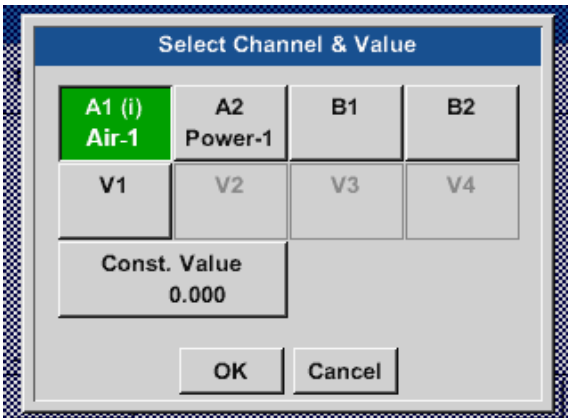 Select Channel & Value
A1 (i) A2 B1 B2
Air-1 Power-1
V1 V2 V3 V4
Const. Value
0.000
OK Cancel